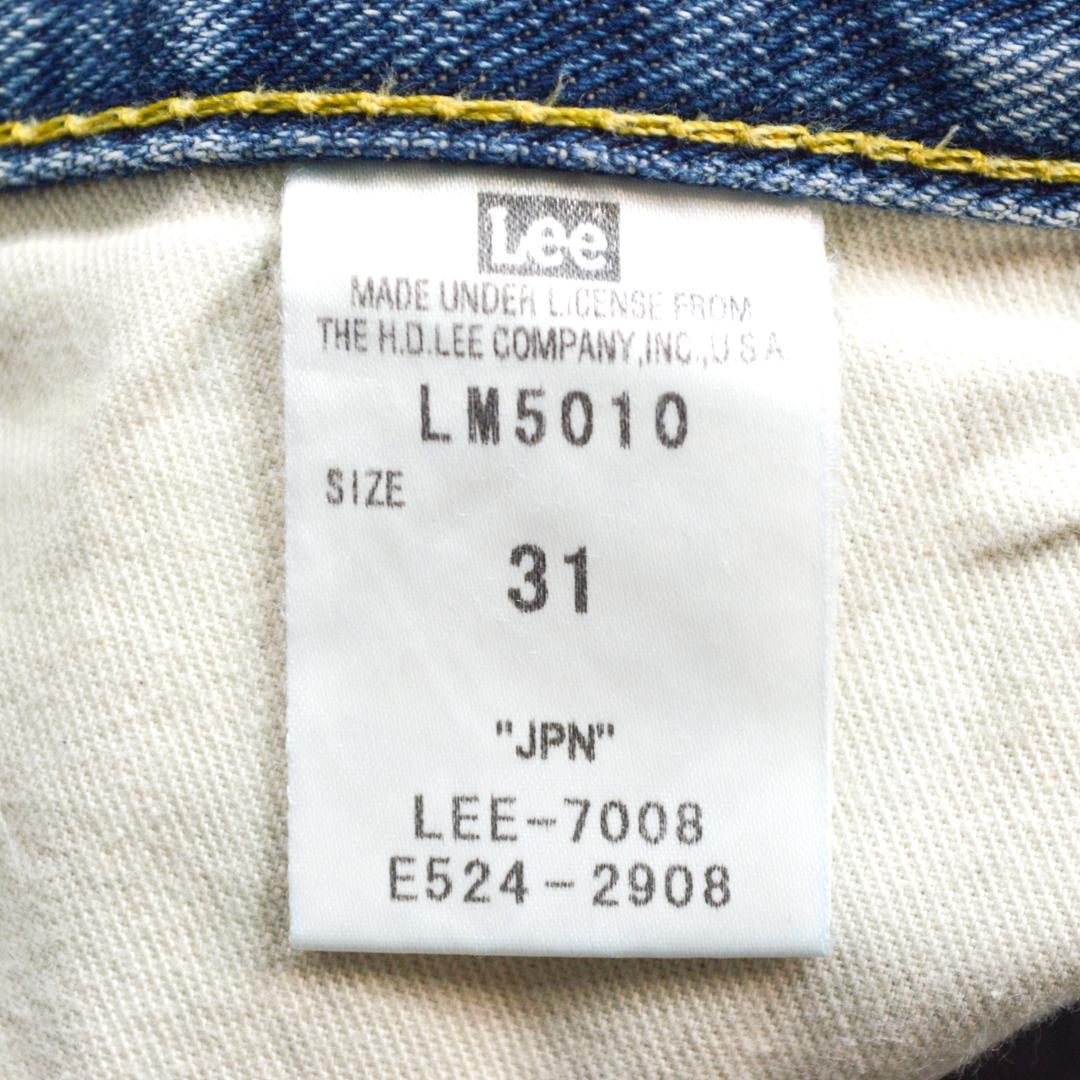 Lee
MADE UNDER LICENSE FROM
THE H.D.LEE COMPANY,INC.,U.S.A.
LM5010
SIZE
31
"JPN"
LEE-7008
E524-2908